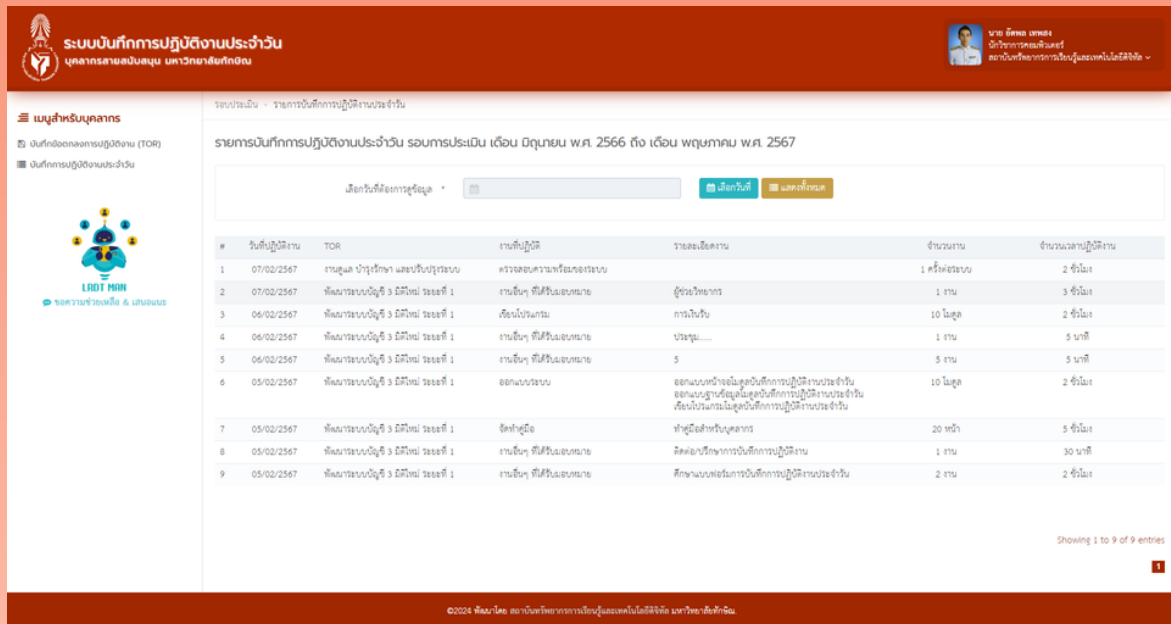 ระบบบันทึกการปฏิบัติงานประจำวัน
บุคลากรสายสนับสนุน มหาวิทยาลัยทักษิณ
นาย อัคพล เทพสง
นักวิชาการคอมพิวเตอร์
สถาบันทรัพยากรการเรียนรู้และเทคโนโลยีดิจิทัล
เมนูสำหรับบุคลากร
บันทึกข้อตกลงการปฏิบัติงาน (TOR)
บันทึกการปฏิบัติงานประจำวัน
LRDT MAN
ขอความช่วยเหลือ & เสนอแนะ
รอบประเมิน - รายการบันทึกการปฏิบัติงานประจำวัน
รายการบันทึกการปฏิบัติงานประจำวัน รอบการประเมิน เดือน มิถุนายน พ.ศ. 2566 ถึง เดือน พฤษภาคม พ.ศ. 2567
เลือกวันที่ต้องการดูข้อมูล * เลือกวันที่ แสดงทั้งหมด
# วันที่ปฏิบัติงาน TOR งานที่ปฏิบัติ รายละเอียดงาน จำนวนงาน จำนวนเวลาปฏิบัติงาน
1 07/02/2567 งานดูแล บำรุงรักษา และปรับปรุงระบบ ตรวจสอบความพร้อมของระบบ 1 ครั้งต่อระบบ 2 ชั่วโมง
2 07/02/2567 พัฒนาระบบบัญชี 3 มิติใหม่ ระยะที่ 1 งานอื่นๆ ที่ได้รับมอบหมาย ผู้ช่วยวิทยากร 1 งาน 3 ชั่วโมง
3 06/02/2567 พัฒนาระบบบัญชี 3 มิติใหม่ ระยะที่ 1 เขียนโปรแกรม การเงินรับ 10 โมดูล 2 ชั่วโมง
4 06/02/2567 พัฒนาระบบบัญชี 3 มิติใหม่ ระยะที่ 1 งานอื่นๆ ที่ได้รับมอบหมาย ประชุม..... 1 งาน 5 นาที
5 06/02/2567 พัฒนาระบบบัญชี 3 มิติใหม่ ระยะที่ 1 งานอื่นๆ ที่ได้รับมอบหมาย 5 5 งาน 5 นาที
6 05/02/2567 พัฒนาระบบบัญชี 3 มิติใหม่ ระยะที่ 1 ออกแบบระบบ ออกแบบหน้าจอโมดูลบันทึกการปฏิบัติงานประจำวัน 10 โมดูล 2 ชั่วโมง
ออกแบบฐานข้อมูลโมดูลบันทึกการปฏิบัติงานประจำวัน
เขียนโปรแกรมโมดูลบันทึกการปฏิบัติงานประจำวัน
7 05/02/2567 พัฒนาระบบบัญชี 3 มิติใหม่ ระยะที่ 1 จัดทำคู่มือ ทำคู่มือสำหรับบุคลากร 20 หน้า 5 ชั่วโมง
8 05/02/2567 พัฒนาระบบบัญชี 3 มิติใหม่ ระยะที่ 1 งานอื่นๆ ที่ได้รับมอบหมาย ติดต่อ/ปรึกษาการบันทึกการปฏิบัติงาน 1 งาน 30 นาที
9 05/02/2567 พัฒนาระบบบัญชี 3 มิติใหม่ ระยะที่ 1 งานอื่นๆ ที่ได้รับมอบหมาย ศึกษาแบบฟอร์มการบันทึกการปฏิบัติงานประจำวัน 2 งาน 2 ชั่วโมง
Showing 1 to 9 of 9 entries
1
©2024 พัฒนาโดย สถาบันทรัพยากรการเรียนรู้และเทคโนโลยีดิจิทัล มหาวิทยาลัยทักษิณ.